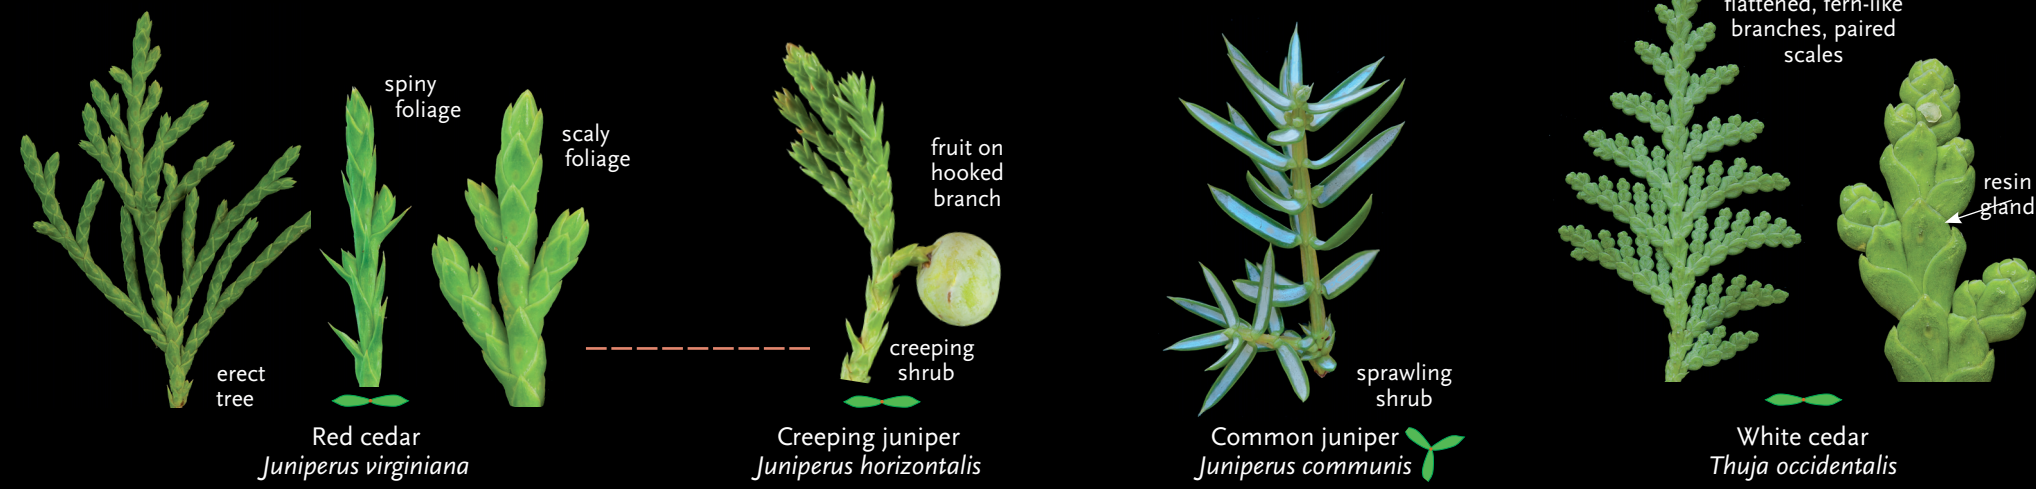 spiny
foliage
scaly
foliage
erect
tree
Red cedar
Juniperus virginiana
fruit on
hooked
branch
creeping
shrub
Creeping juniper
Juniperus horizontalis
sprawling
shrub
Common juniper
Juniperus communis
flattened, fern-like
branches, paired
scales
resin
gland
White cedar
Thuja occidentalis